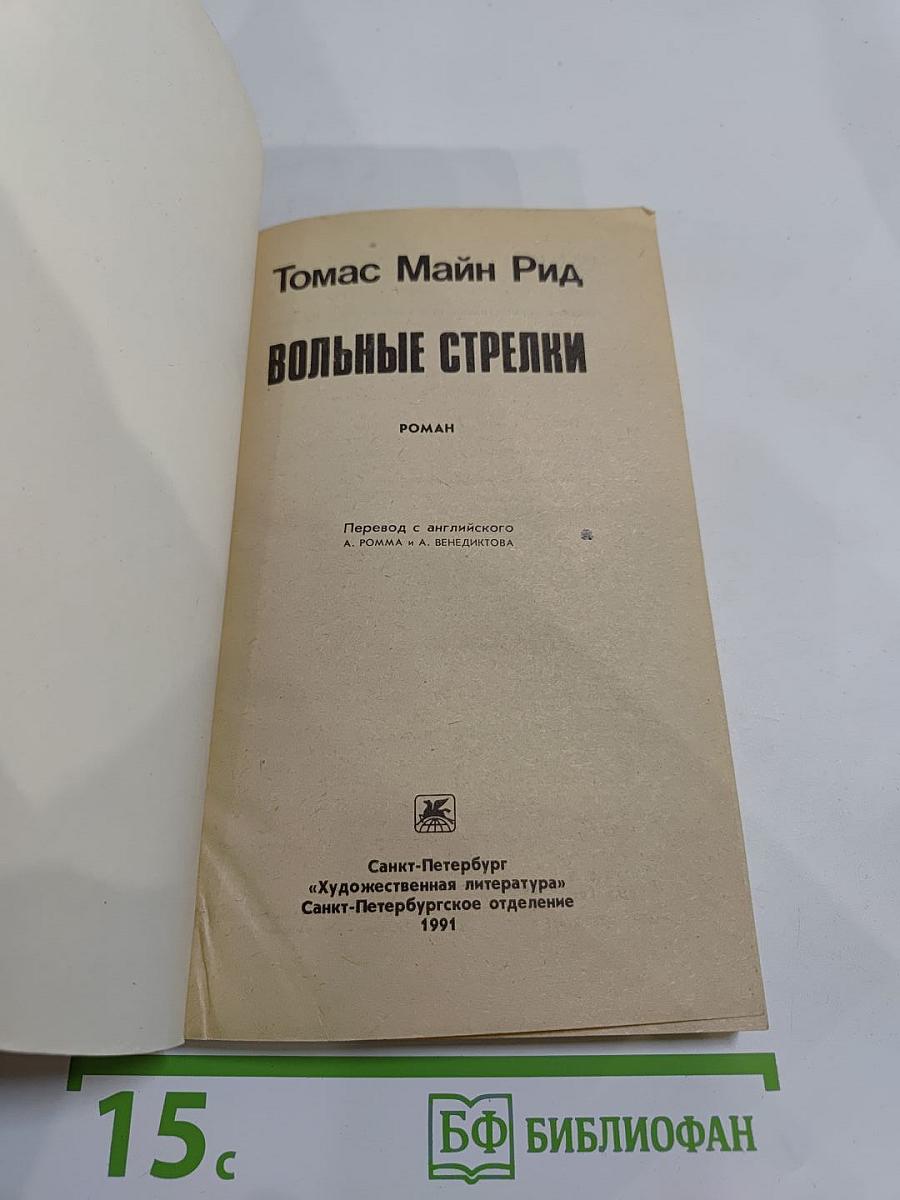 Томас Майн Рид
ВОЛЬНЫЕ СТРЕЛКИ
РОМАН
Перевод с английского
А. РОММА и А. ВЕНЕДИКТОВА
Санкт-Петербург
«Художественная литература»
Санкт-Петербургское отделение
1991
15 с
БФ БИБЛИОФАН